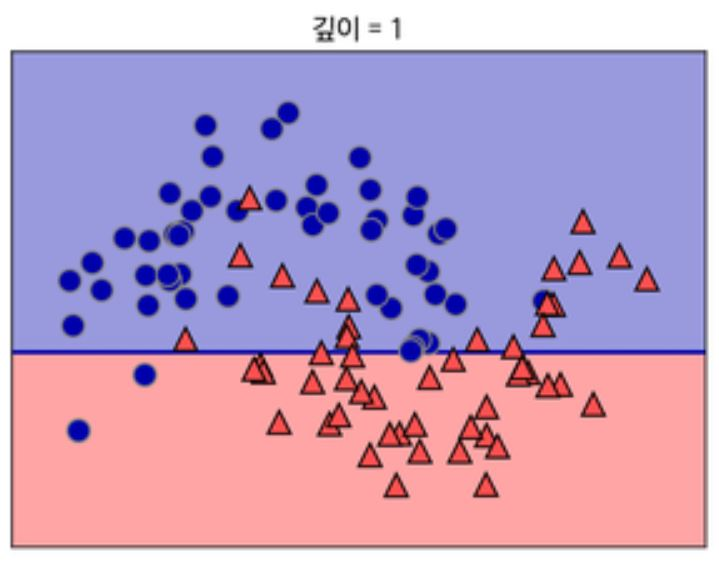 깊이 = 1